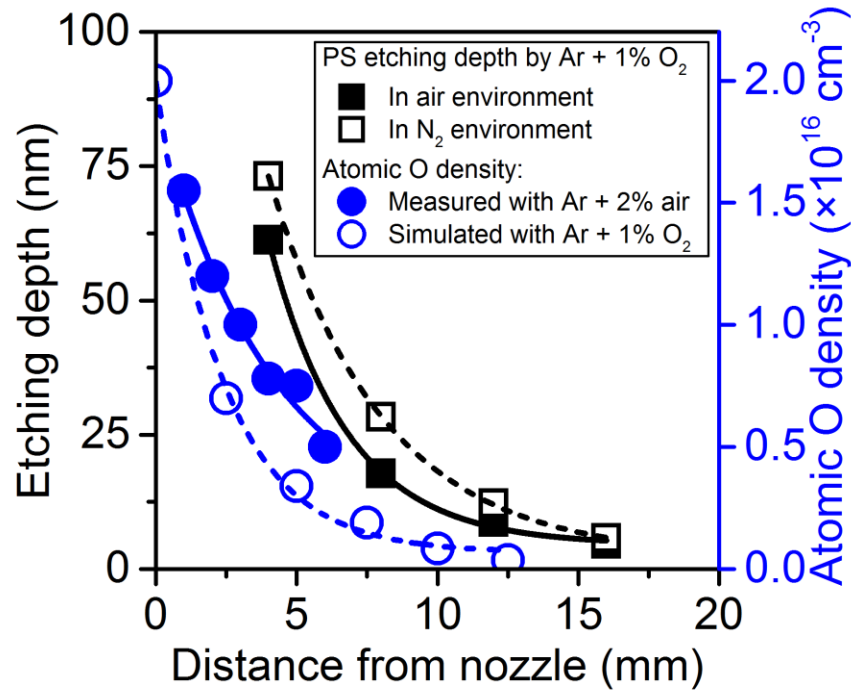 PS etching depth by Ar + 1% O₂
In air environment
In N₂ environment
Atomic O density:
Measured with Ar + 2% air
Simulated with Ar + 1% O₂
Etching depth (nm)
100
75
50
25
0
Atomic O density (×10¹⁶ cm⁻³)
2.0
1.5
1.0
0.5
0.0
0 5 10 15 20
Distance from nozzle (mm)